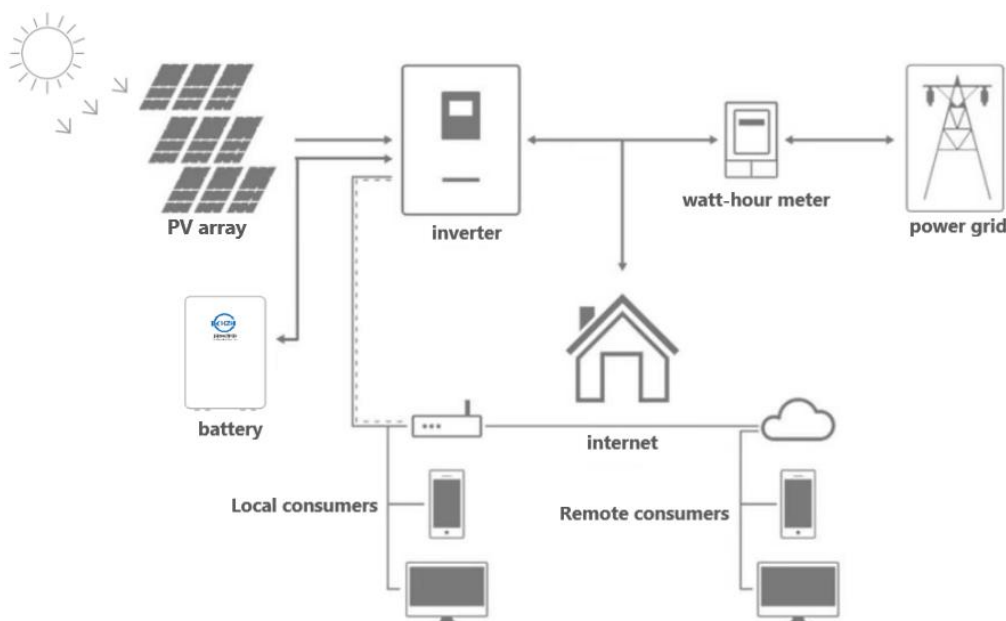 PV array
inverter
watt-hour meter
power grid
battery
internet
Local consumers
Remote consumers